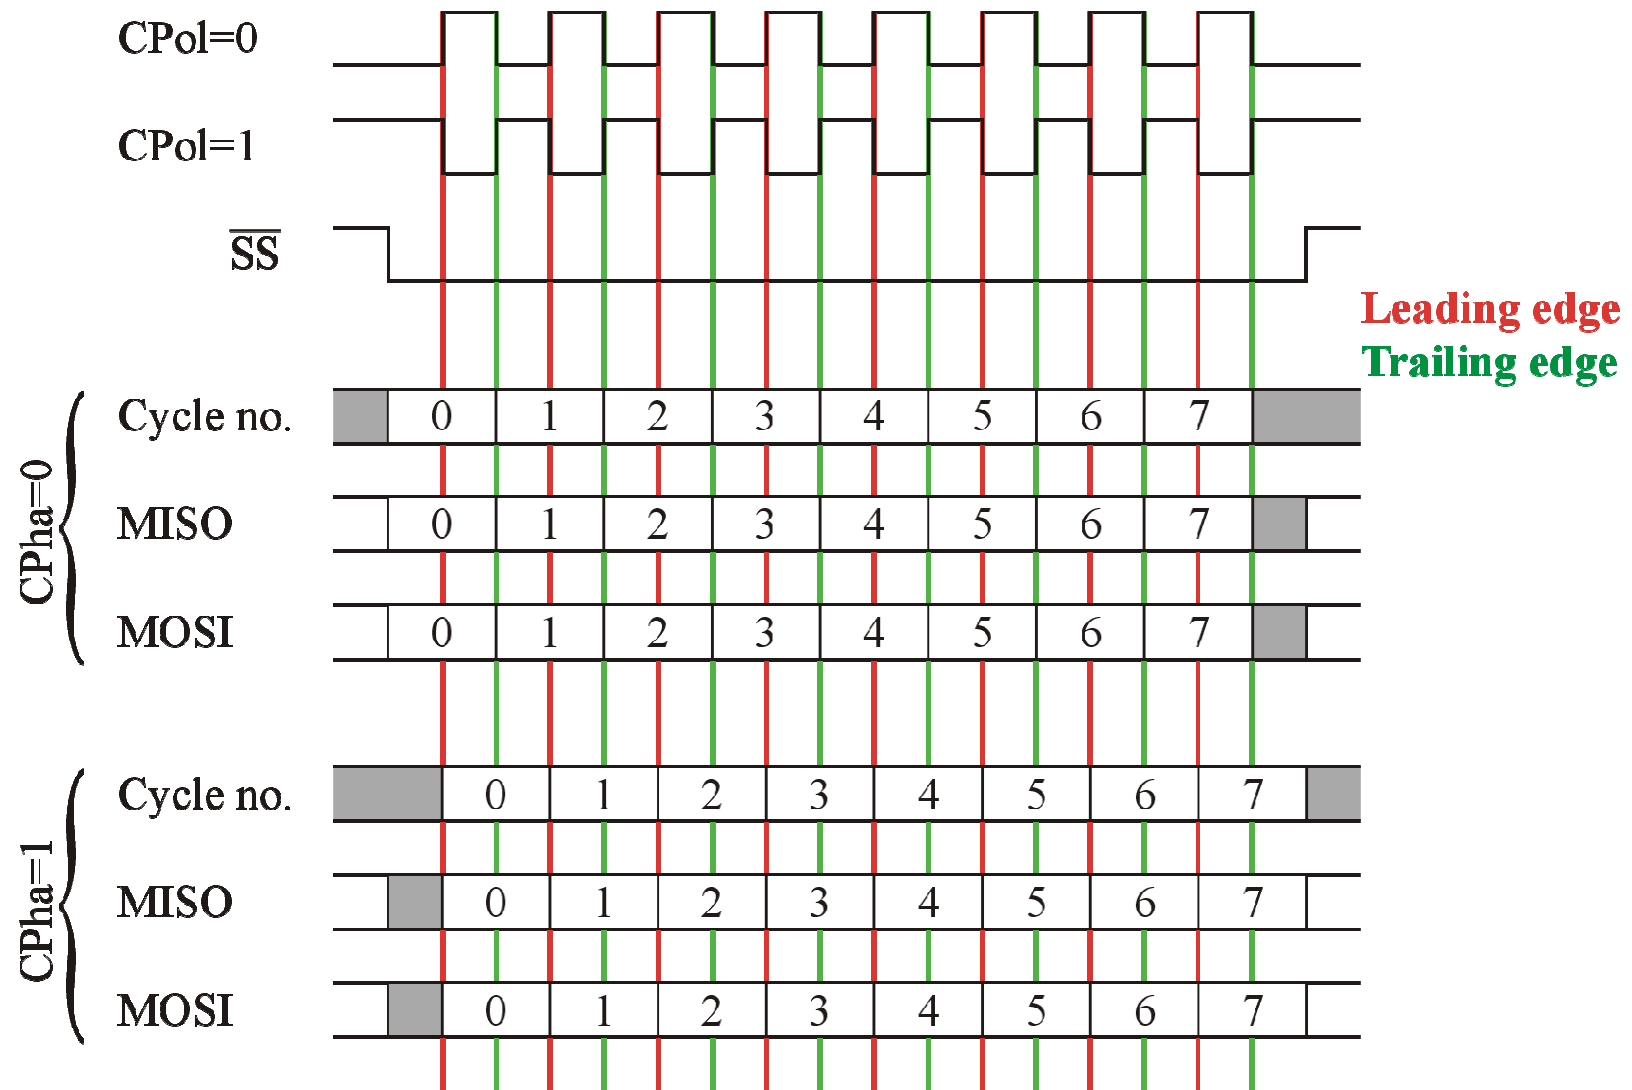 CPol=0
CPol=1
SS
Leading edge
Trailing edge
CPha=0
Cycle no. 0 1 2 3 4 5 6 7
MISO 0 1 2 3 4 5 6 7
MOSI 0 1 2 3 4 5 6 7
CPha=1
Cycle no. 0 1 2 3 4 5 6 7
MISO 0 1 2 3 4 5 6 7
MOSI 0 1 2 3 4 5 6 7